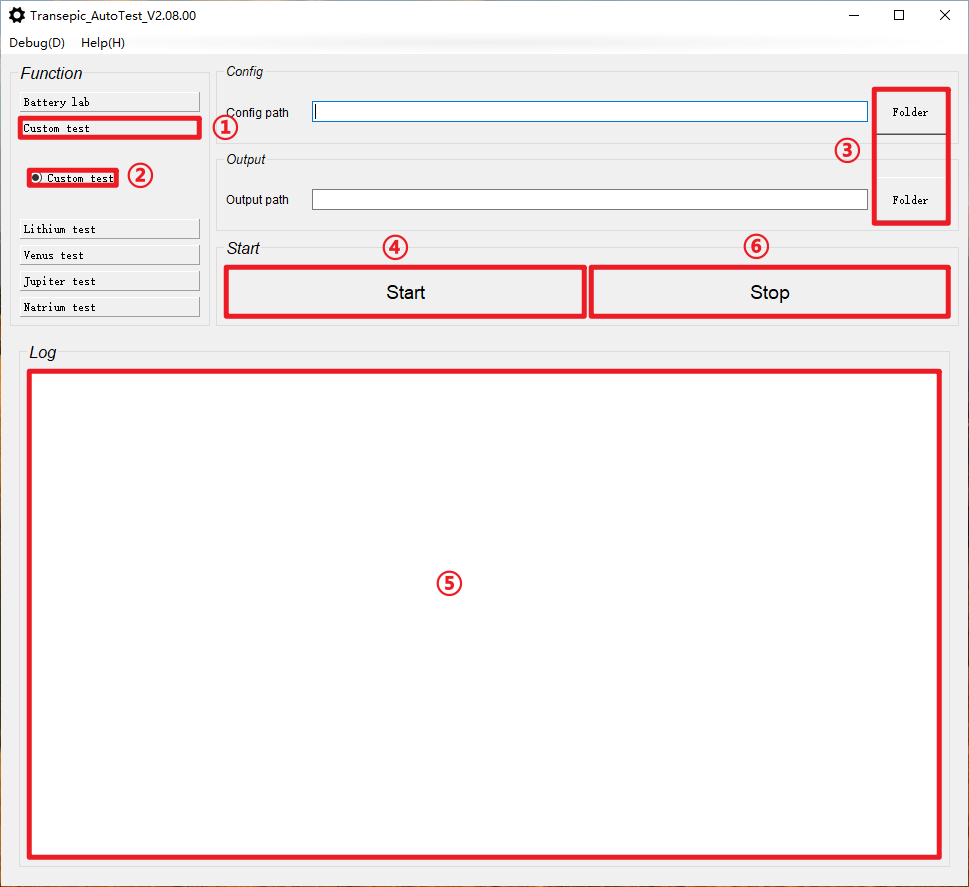 Transepic_AutoTest_V2.08.00
Debug(D) Help(H)
Function
Battery lab
Custom test ①
Custom test ②
Lithium test
Venus test
Jupiter test
Natrium test
Config
Config path Folder
③
Output
Output path Folder
Start
④ ⑥
Start Stop
Log
⑤